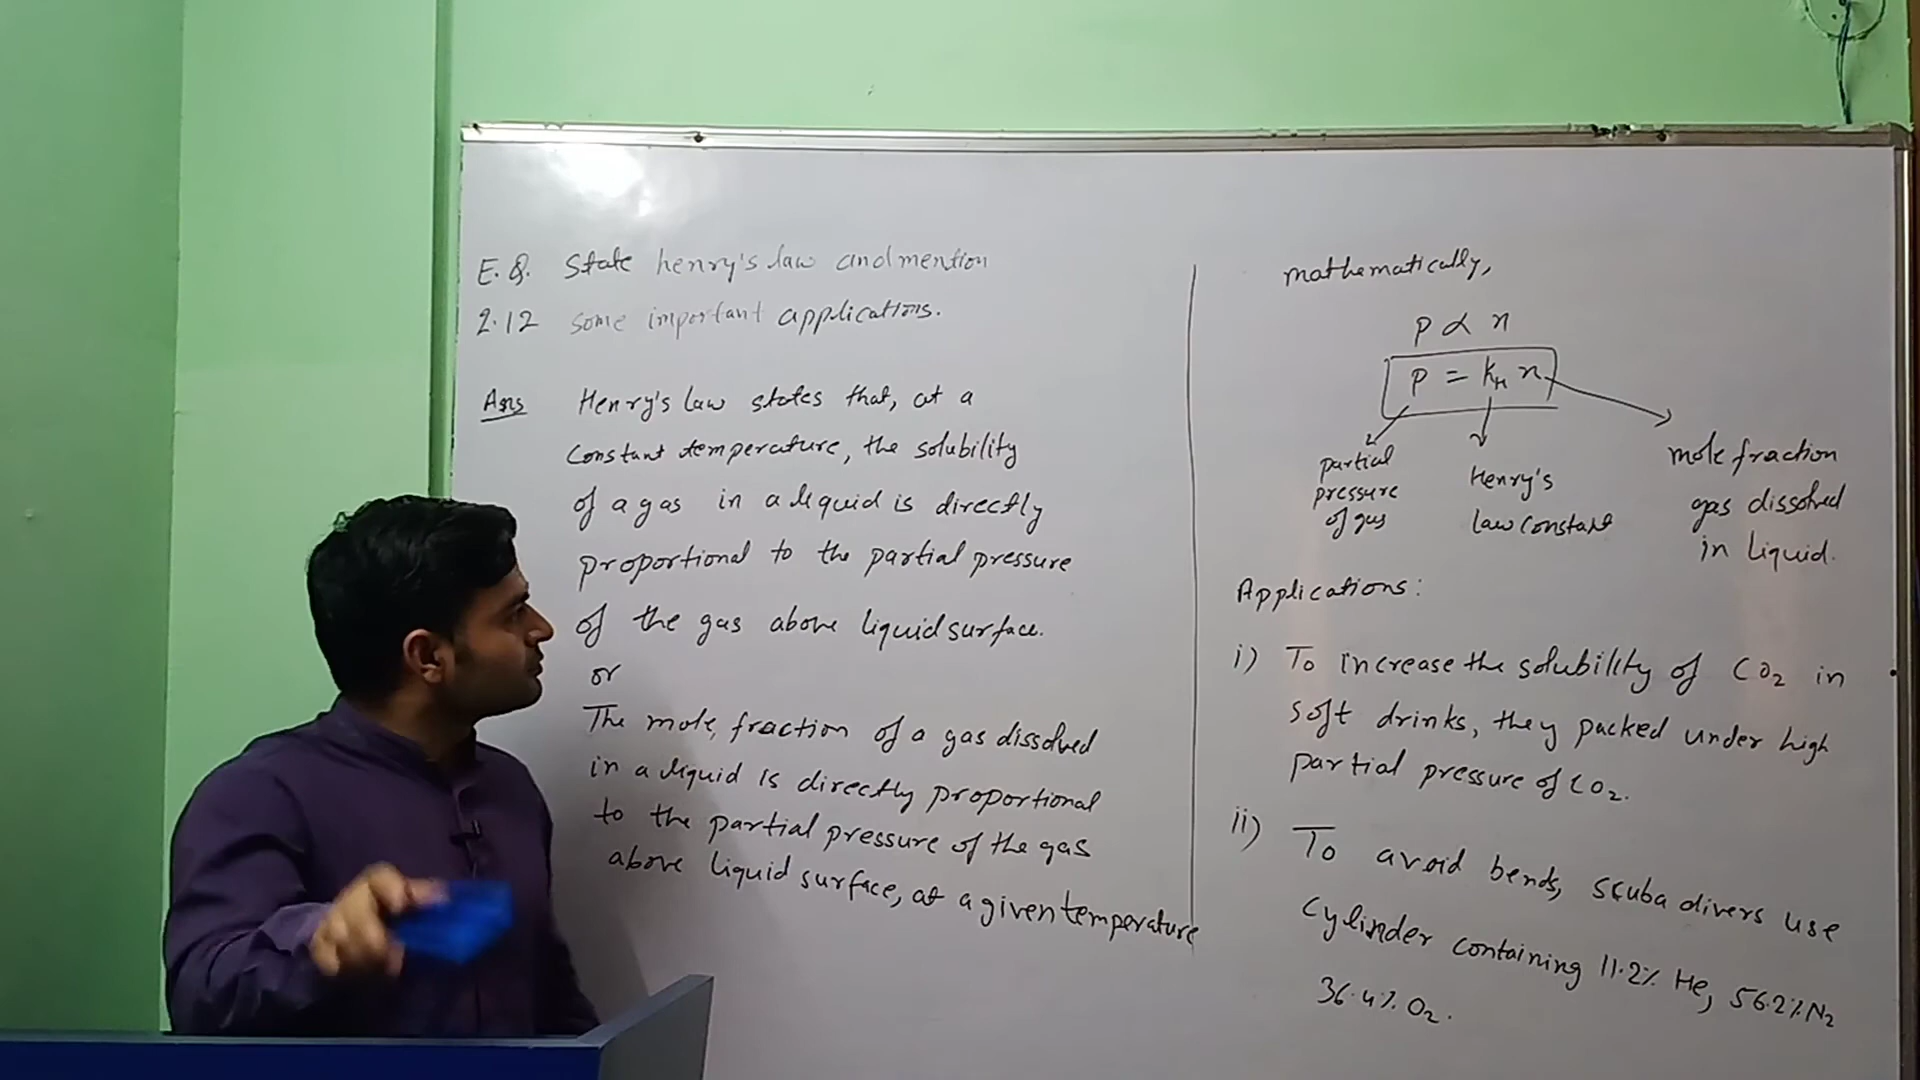 E.Q. State henry's law and mention
2.12 some important applications.
Ans Henry's law states that, at a
constant temperature, the solubility
of a gas in a liquid is directly
proportional to the partial pressure
of the gas above liquid surface.
or
The mole, fraction of a gas dissolved
in a liquid is directly proportional
to the partial pressure of the gas
above liquid surface, at a given temperature
mathematically,
p ∝ x
p = KH x
partial
pressure
of gas
Henry's
law constant
mole fraction
gas dissolved
in liquid.
Applications:
i) To increase the solubility of CO2 in
soft drinks, they packed under high
partial pressure of CO2.
ii) To avoid bends, scuba divers use
cylinder containing 11.2% He, 56.2% N2
36.4% O2.